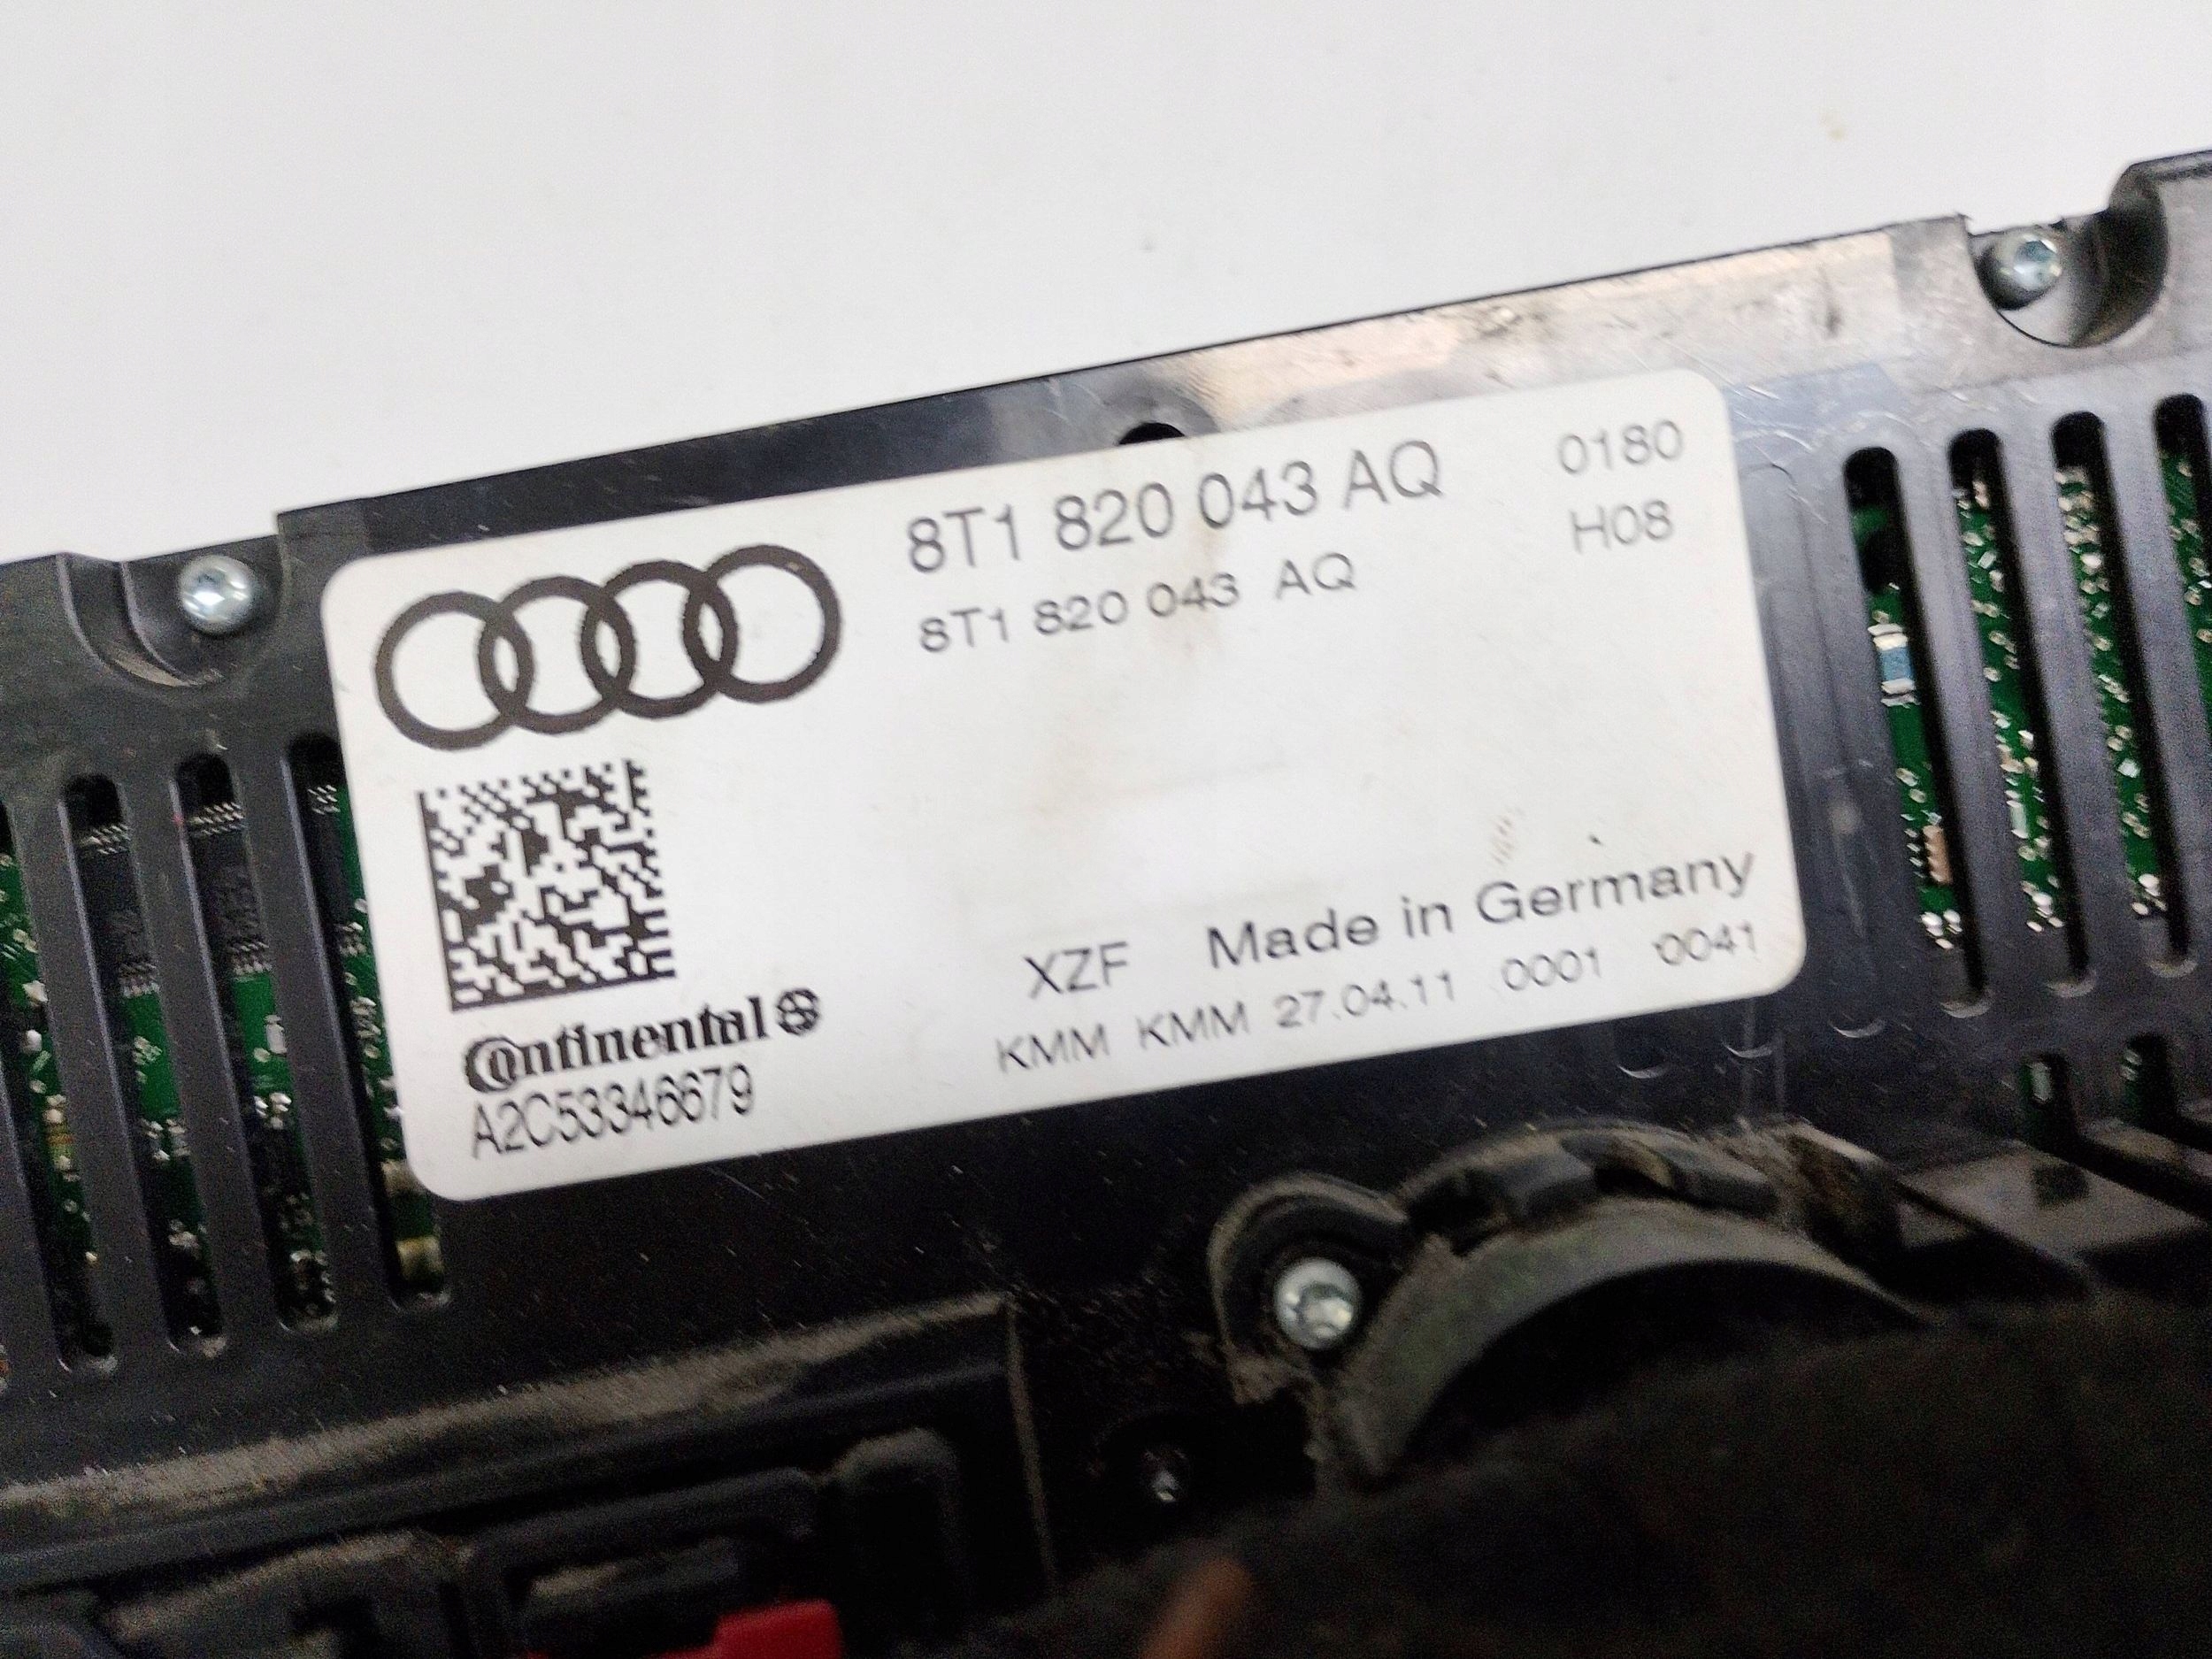 8T1 820 043 AQ 0180
8T1 820 043 AQ H08
XZF Made in Germany
KMM KMM 27.04.11 0001 0041
Continental
A2C53346679